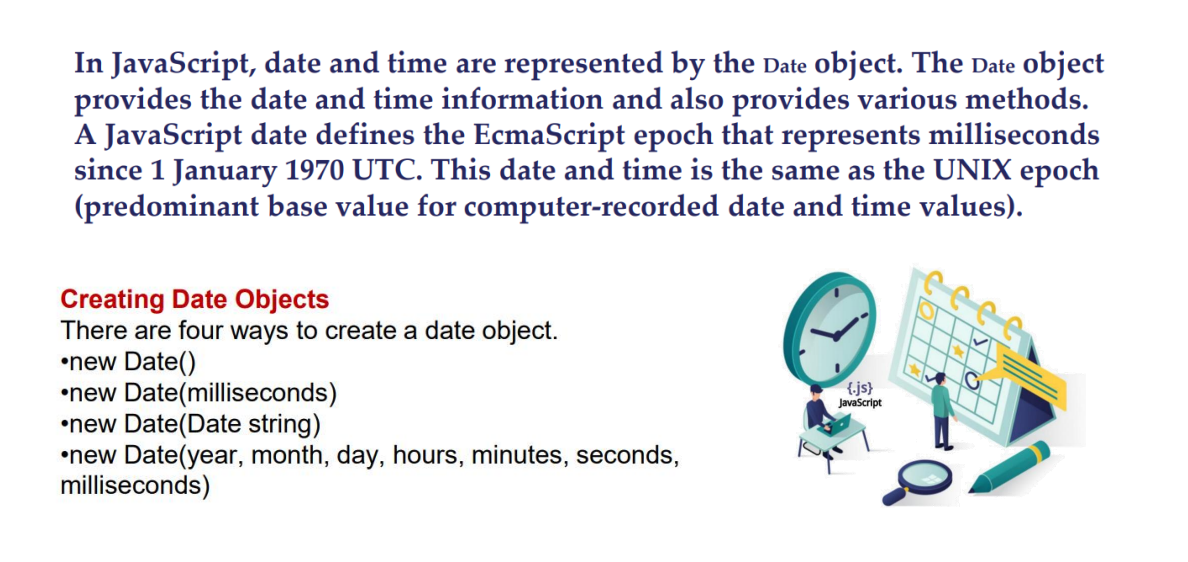 In JavaScript, date and time are represented by the Date object. The Date object
provides the date and time information and also provides various methods.
A JavaScript date defines the EcmaScript epoch that represents milliseconds
since 1 January 1970 UTC. This date and time is the same as the UNIX epoch
(predominant base value for computer-recorded date and time values).
Creating Date Objects
There are four ways to create a date object.
•new Date()
•new Date(milliseconds)
•new Date(Date string)
•new Date(year, month, day, hours, minutes, seconds,
milliseconds)
{.js}
JavaScript